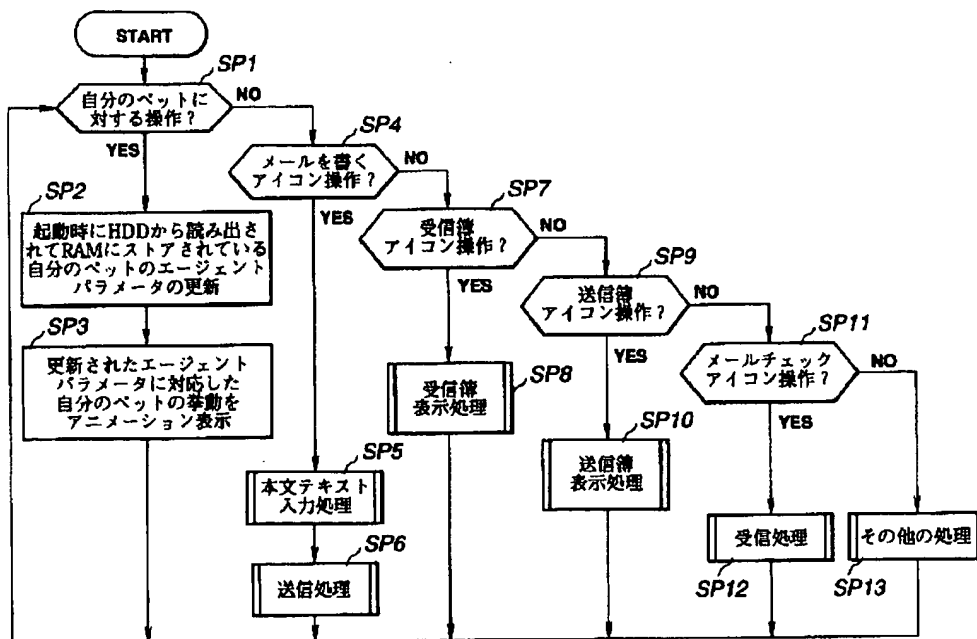 START
SP1
自分のペットに
対する操作？
NO
YES
SP4
メールを書く
アイコン操作？
NO
YES
SP2
起動時にHDDから読み出さ
れてRAMにストアされている
自分のペットのエージェント
パラメータの更新
SP7
受信簿
アイコン操作？
NO
YES
SP9
送信簿
アイコン操作？
NO
YES
SP3
更新されたエージェント
パラメータに対応した
自分のペットの挙動を
アニメーション表示
SP11
メールチェック
アイコン操作？
NO
YES
SP8
受信簿
表示処理
SP10
送信簿
表示処理
SP5
本文テキスト
入力処理
SP6
送信処理
受信処理
SP12
その他の処理
SP13